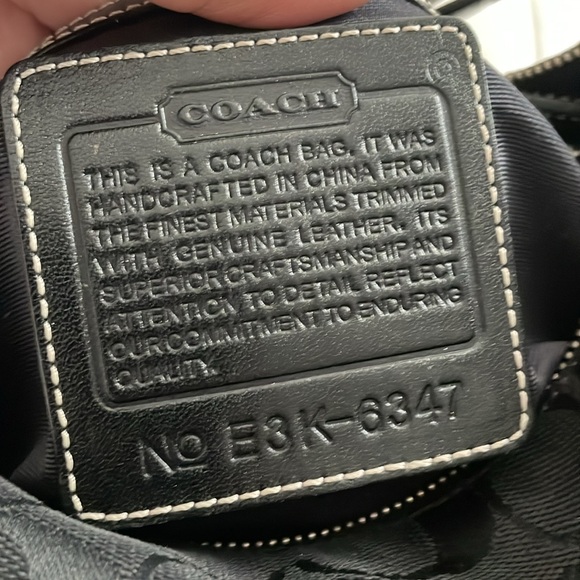 COACH
THIS IS A COACH BAG. IT WAS
HANDCRAFTED IN CHINA FROM
THE FINEST MATERIALS TRIMMED
WITH GENUINE LEATHER. ITS
SUPERIOR CRAFTSMANSHIP AND
ATTENTION TO DETAIL REFLECT
OUR COMMITMENT TO ENDURING
QUALITY.
No E3K-6347